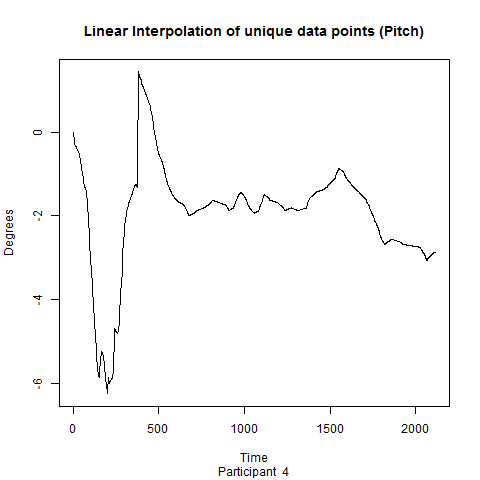 Linear Interpolation of unique data points (Pitch)
Degrees
0
-2
-4
-6
0
500
1000
1500
2000
Time
Participant 4